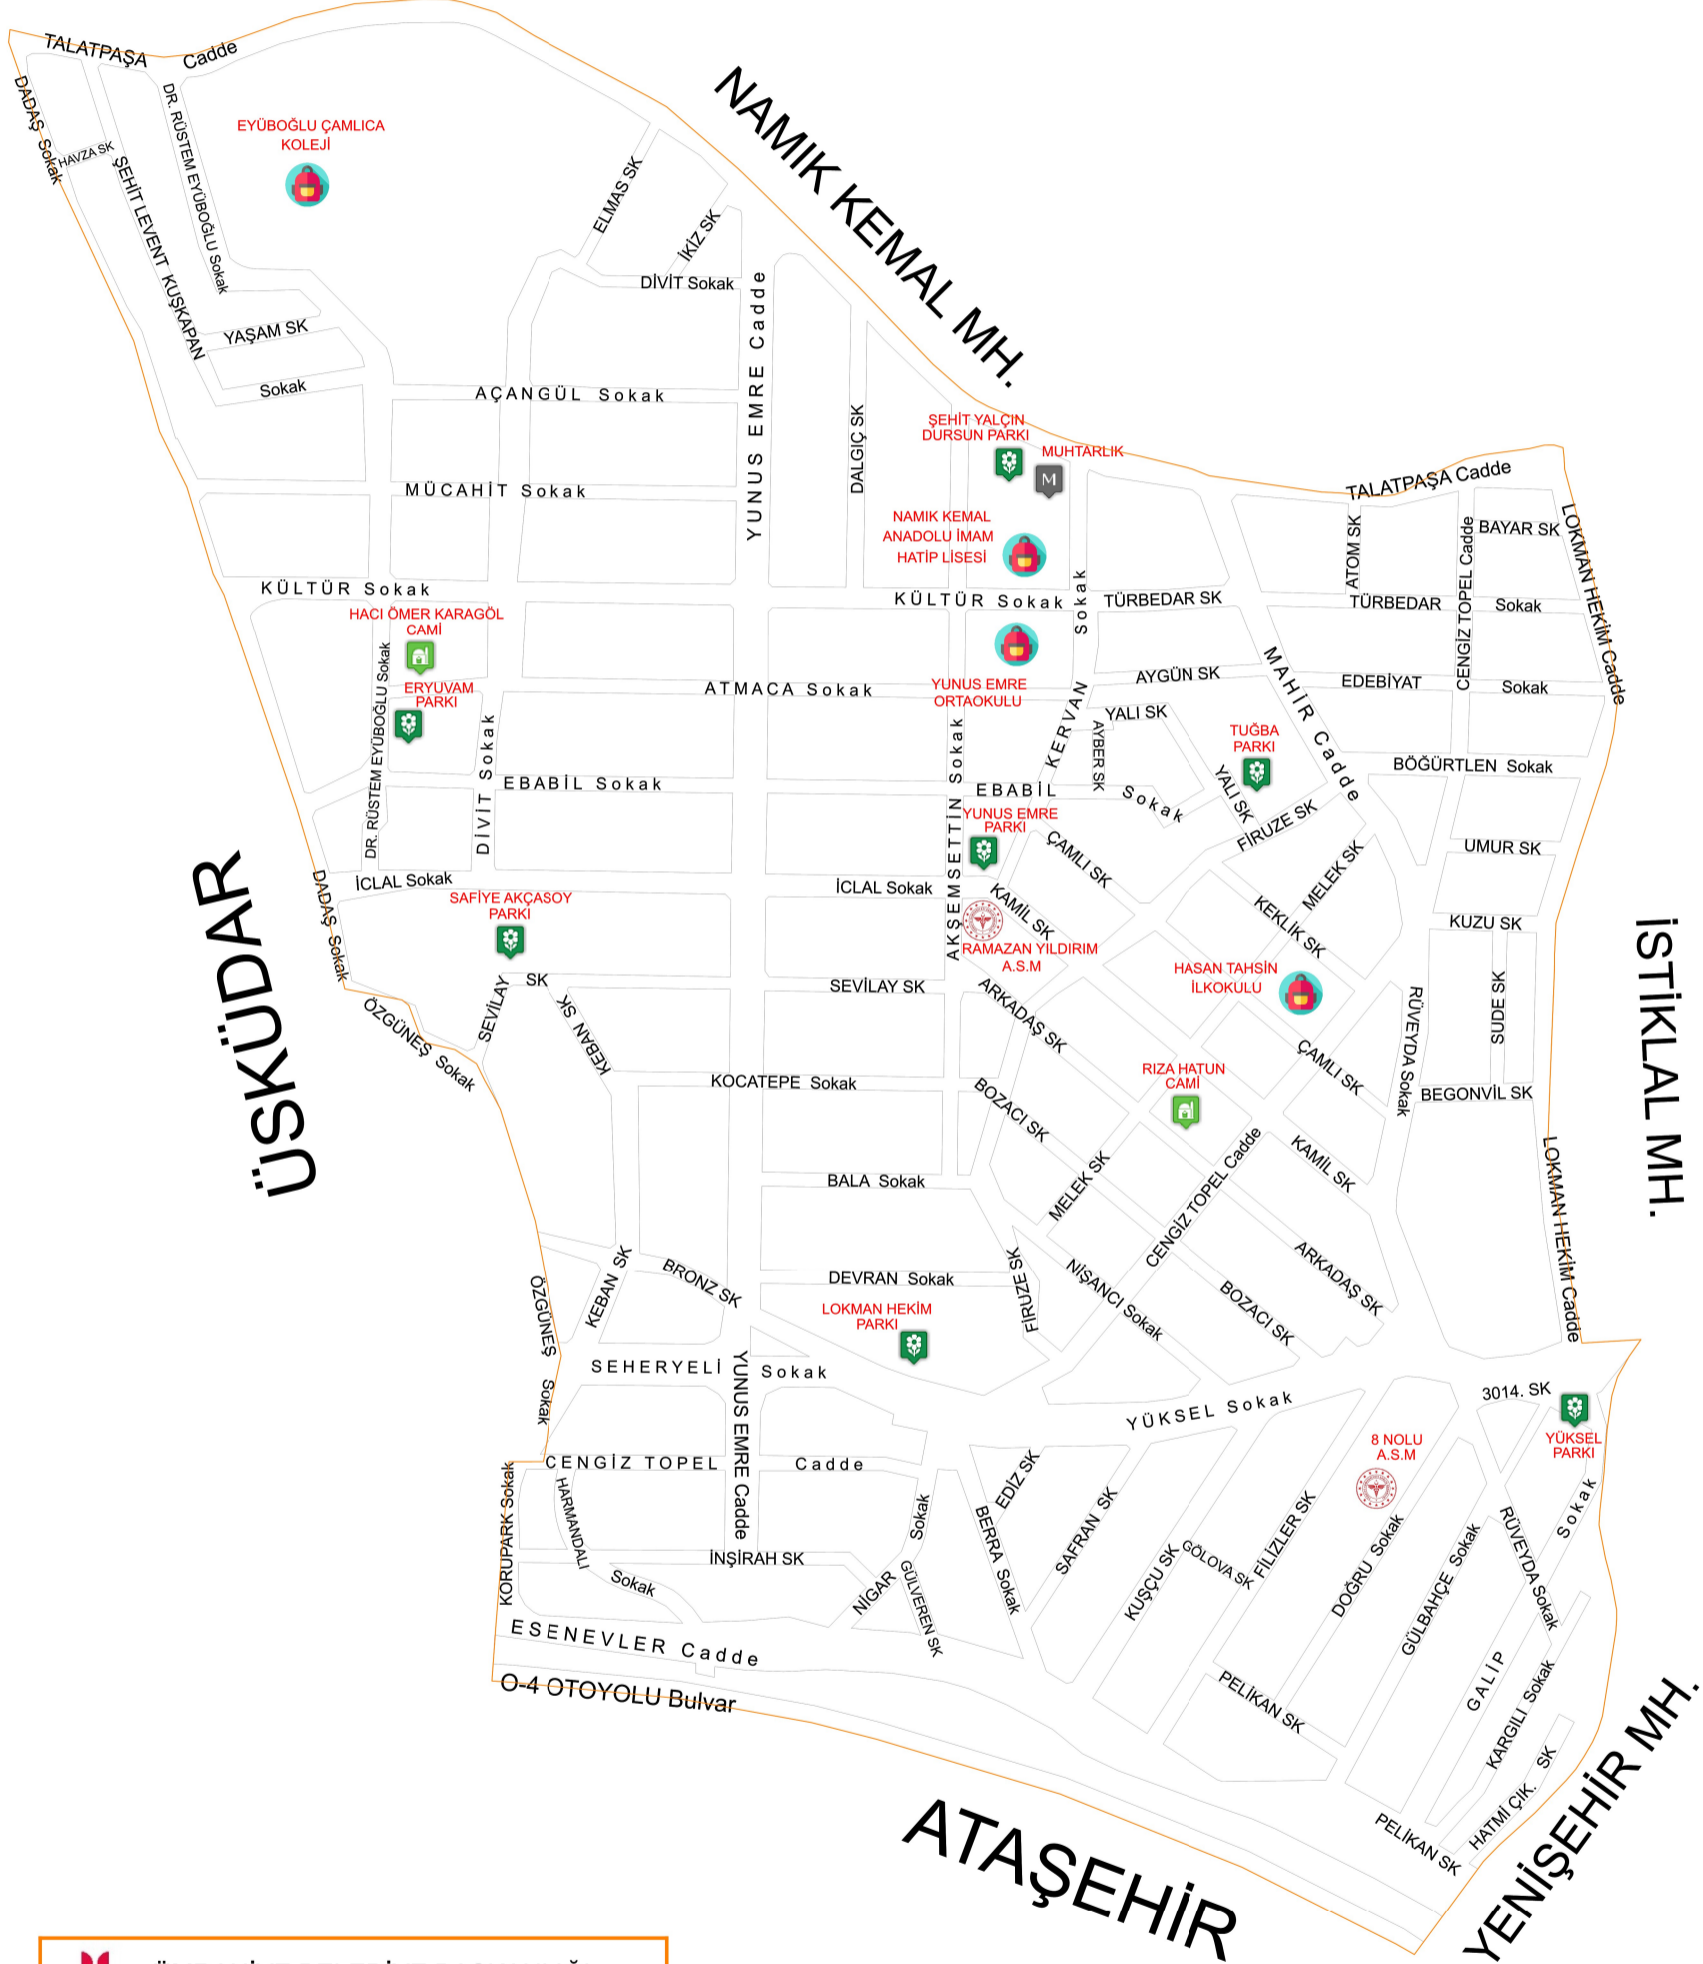 TALATPAŞA Cadde
DADAŞ Sokak
HAVZA SK
ŞEHİT LEVENT KUŞKAPAN
Sokak
DR. RÜSTEM EYÜBOĞLU Sokak
EYÜBOĞLU ÇAMLICA
KOLEJİ
YAŞAM SK
ELMAS SK
İKİZ SK
DİVİT Sokak
NAMIK KEMAL MH.
YUNUS EMRE Cadde
AÇANGÜL Sokak
DALGIÇ SK
ŞEHİT YALÇIN
DURSUN PARKI
MUHTARLIK
M
MÜCAHİT Sokak
NAMIK KEMAL
ANADOLU İMAM
HATİP LİSESİ
TALATPAŞA Cadde
ATOM SK
CENGİZ TOPEL Cadde
BAYAR SK
LOKMAN HEKİM Cadde
KÜLTÜR Sokak
KÜLTÜR Sokak
TÜRBEDAR SK
TÜRBEDAR Sokak
HACI ÖMER KARAGÖL
CAMİ
ERYUVAM
PARKI
DR. RÜSTEM EYÜBOĞLU Sokak
DİVİT Sokak
ATMACA Sokak
YUNUS EMRE
ORTAOKULU
KERVAN Sokak
AYGÜN SK
MAHİR Cadde
EDEBİYAT Sokak
YALI SK
AYBER SK
YALI SK
TUĞBA
PARKI
BÖĞÜRTLEN Sokak
EBABİL Sokak
EBABİL Sokak
AKŞEMSETTİN Sokak
YUNUS EMRE
PARKI
FİRUZE SK
ÇAMLI SK
MELEK SK
UMUR SK
İCLAL Sokak
İCLAL Sokak
KAMİL SK
KEKLİK SK
KUZU SK
ÜSKÜDAR
DADAŞ Sokak
SAFİYE AKÇASOY
PARKI
RAMAZAN YILDIRIM
A.S.M
HASAN TAHSİN
İLKOKULU
İSTİKLAL MH.
SEVİLAY SK
SEVİLAY SK
KEBAN SK
ÖZGÜNEŞ Sokak
ARKADAŞ SK
RÜVEYDA Sokak
SUDE SK
ÇAMLI SK
KOCATEPE Sokak
BOZACI SK
RIZA HATUN
CAMİ
BEGONVİL SK
KAMİL SK
BALA Sokak
MELEK SK
CENGİZ TOPEL Cadde
LOKMAN HEKİM Cadde
KEBAN SK
BRONZ SK
DEVRAN Sokak
FİRUZE SK
NİŞANCI Sokak
BOZACI SK
ARKADAŞ SK
ÖZGÜNEŞ Sokak
LOKMAN HEKİM
PARKI
SEHERYELİ Sokak
YUNUS EMRE Cadde
YÜKSEL Sokak
3014. SK
YÜKSEL
PARKI
8 NOLU
A.S.M
CENGİZ TOPEL Cadde
KORUPARK Sokak
HARMANDALI Sokak
İNŞİRAH SK
NİGAR Sokak
GÜLVEREN SK
BERRA Sokak
EDİZ SK
SAFRAN SK
KUŞÇU SK
GÖLOVA SK
FİLİZLER SK
DOĞRU Sokak
GÜLBAHÇE Sokak
RÜVEYDA Sokak
GALİP Sokak
ESENEVLER Cadde
O-4 OTOYOLU Bulvar
PELİKAN SK
KARGILI Sokak
HATMİ ÇIK. SK
PELİKAN SK
ATAŞEHİR
YENİŞEHİR MH.